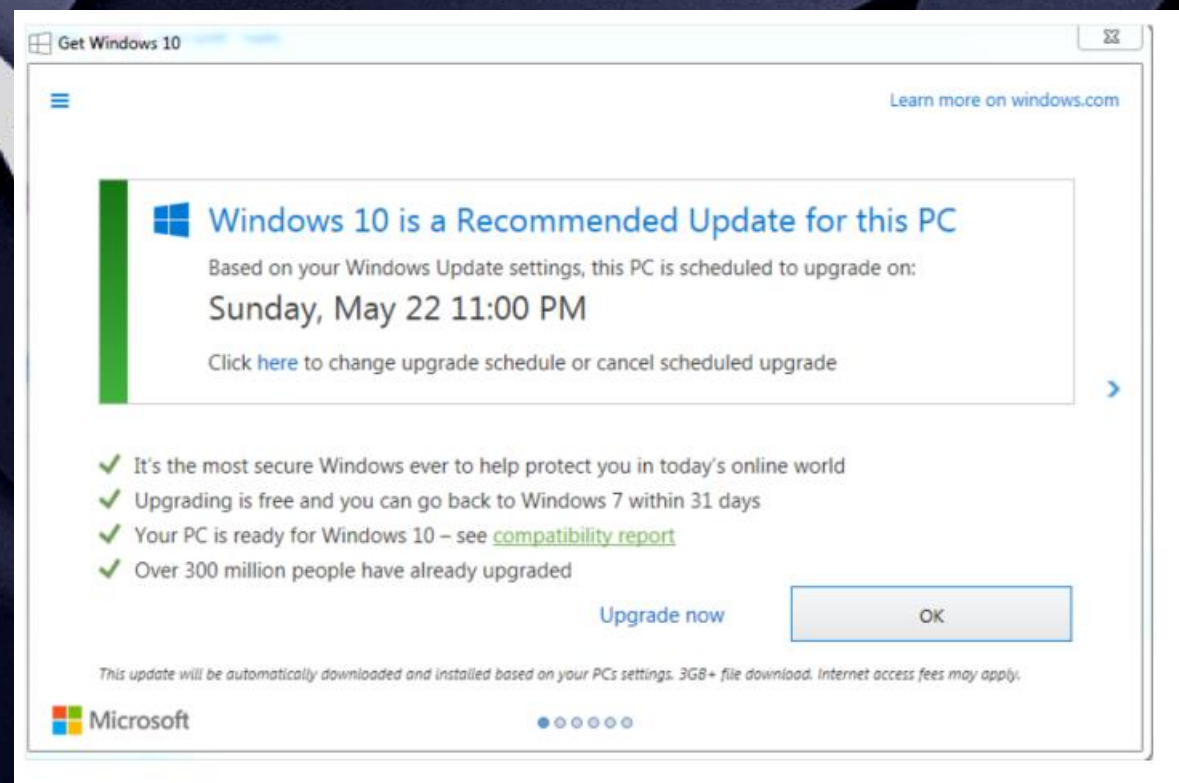 Get Windows 10
Learn more on windows.com
Windows 10 is a Recommended Update for this PC
Based on your Windows Update settings, this PC is scheduled to upgrade on:
Sunday, May 22 11:00 PM
Click here to change upgrade schedule or cancel scheduled upgrade
It's the most secure Windows ever to help protect you in today's online world
Upgrading is free and you can go back to Windows 7 within 31 days
Your PC is ready for Windows 10 – see compatibility report
Over 300 million people have already upgraded
Upgrade now
OK
This update will be automatically downloaded and installed based on your PCs settings. 3GB+ file download. Internet access fees may apply.
Microsoft